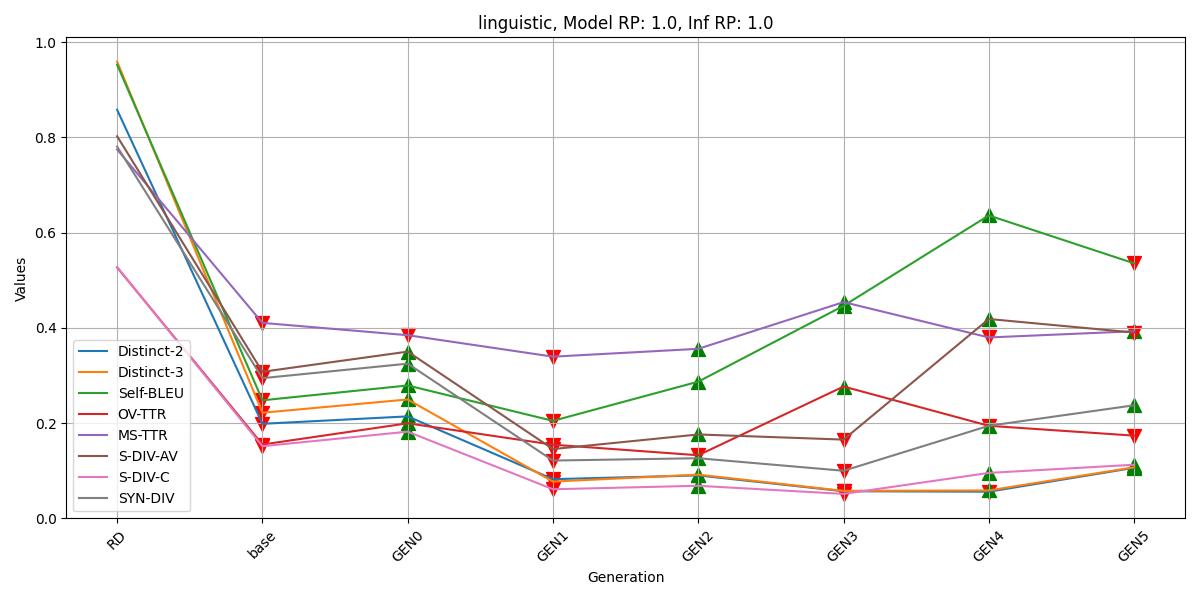 linguistic, Model RP: 1.0, Inf RP: 1.0
1.0
0.8
0.6
0.4
0.2
0.0
Values
Distinct-2
Distinct-3
Self-BLEU
OV-TTR
MS-TTR
S-DIV-AV
S-DIV-C
SYN-DIV
RD
base
GEN0
GEN1
GEN2
GEN3
GEN4
GEN5
Generation